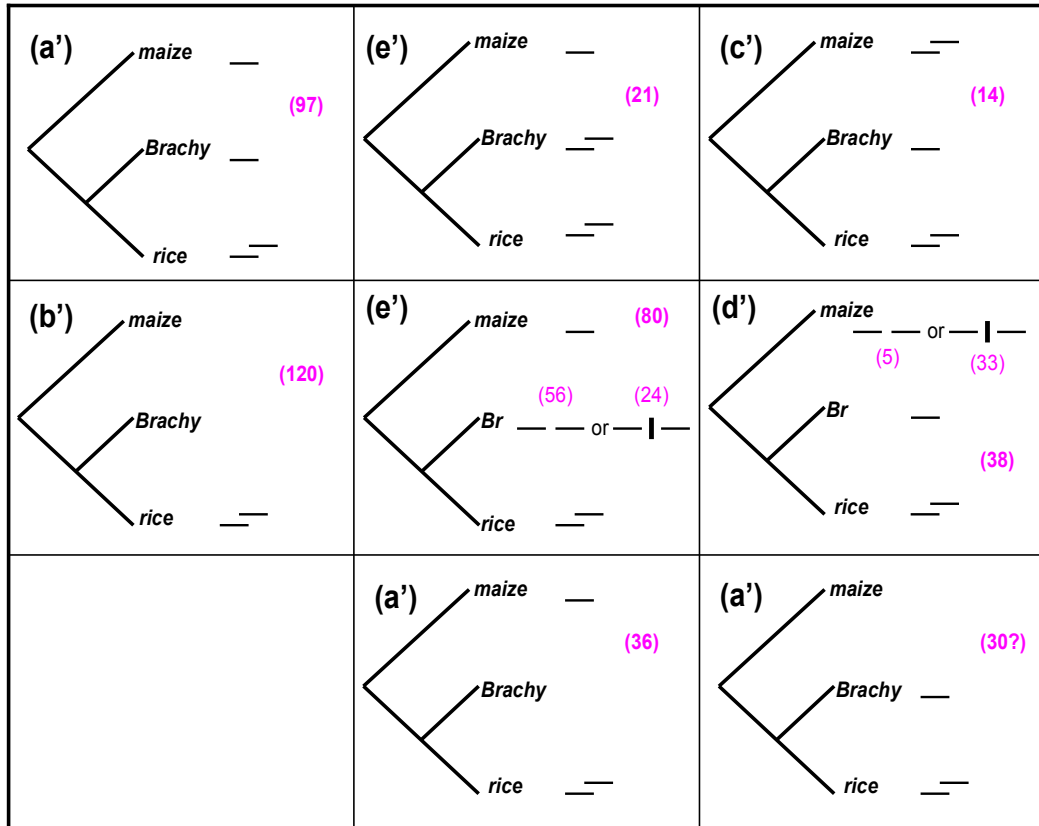 (a')
maize
(97)
Brachy
rice
(e')
maize
(21)
Brachy
rice
(c')
maize
(14)
Brachy
rice
(b')
maize
(120)
Brachy
rice
(e')
maize
(80)
(56)
(24)
Br
or
rice
(d')
maize
or
(5)
(33)
Br
(38)
rice
(a')
maize
(36)
Brachy
rice
(a')
maize
(30?)
Brachy
rice